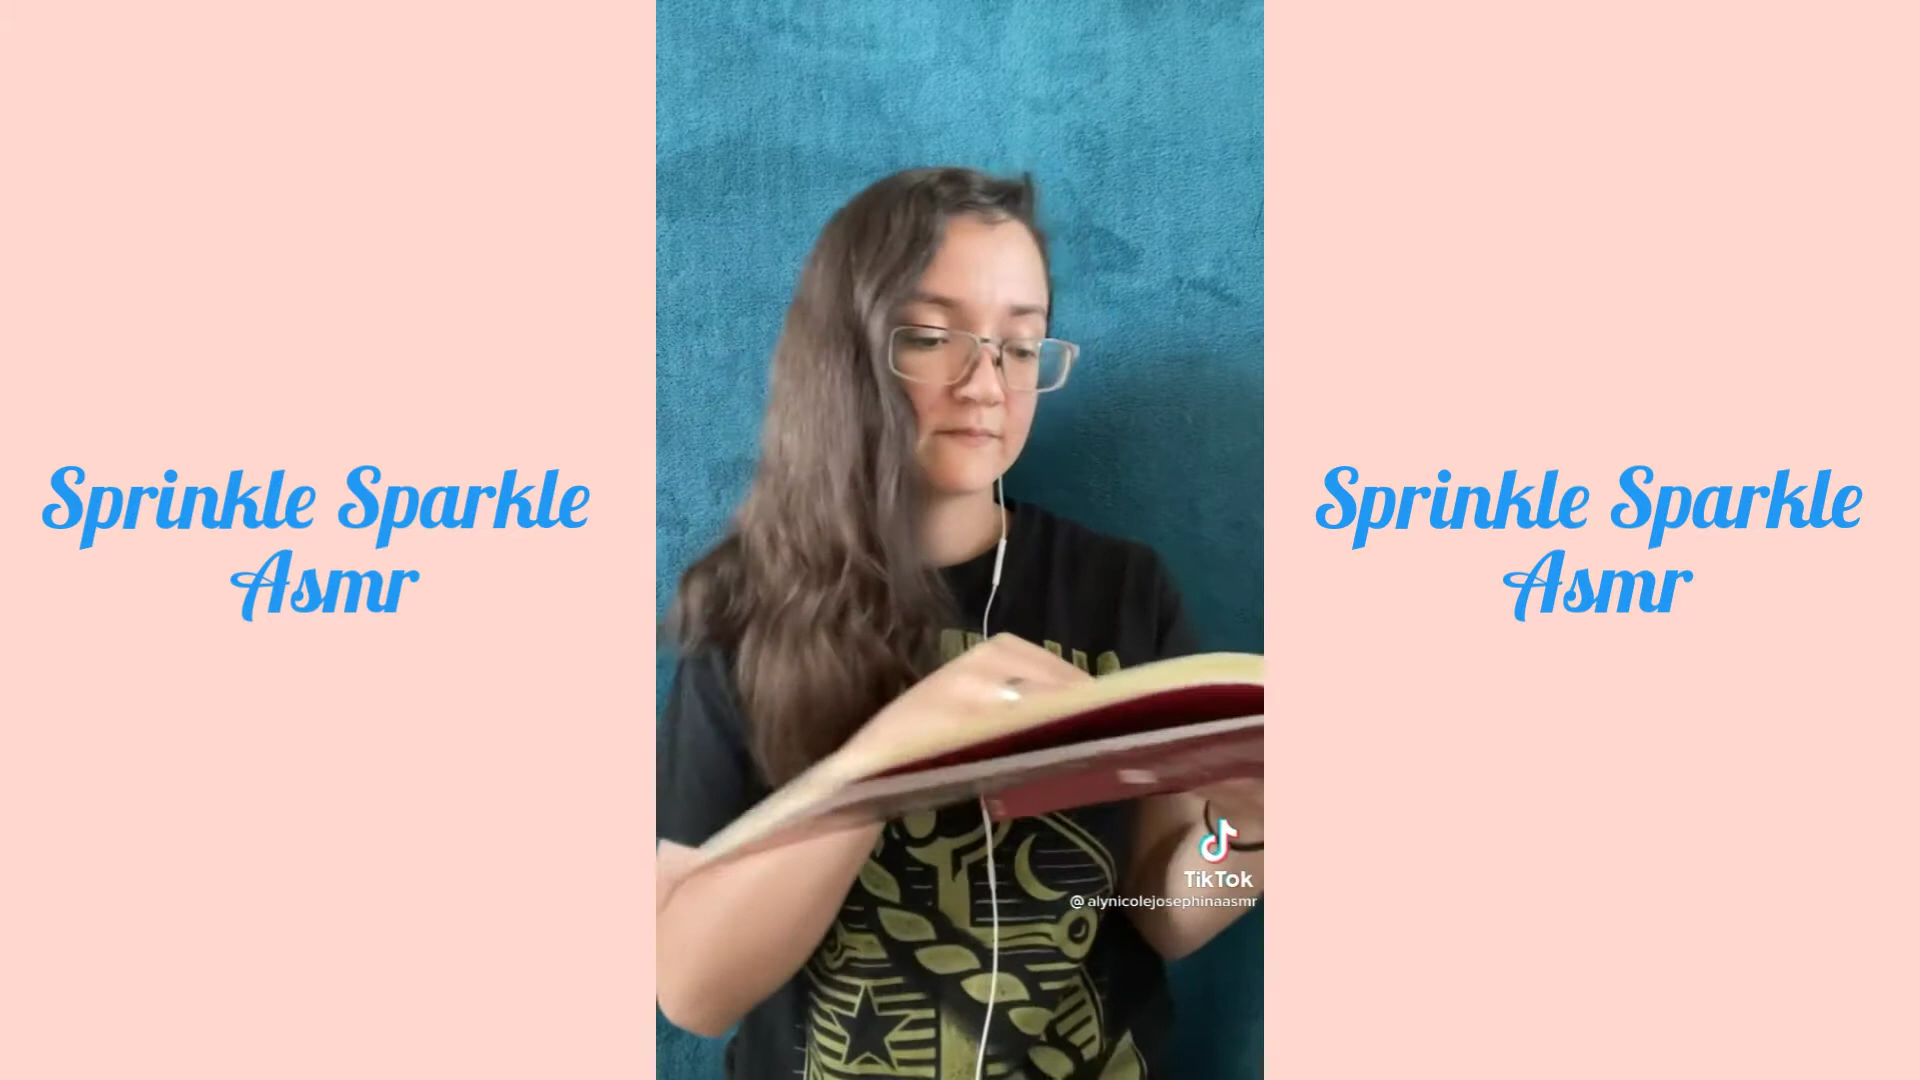 Sprinkle Sparkle
Asmr
TikTok
@alynicolejosephinaasmr
Sprinkle Sparkle
Asmr